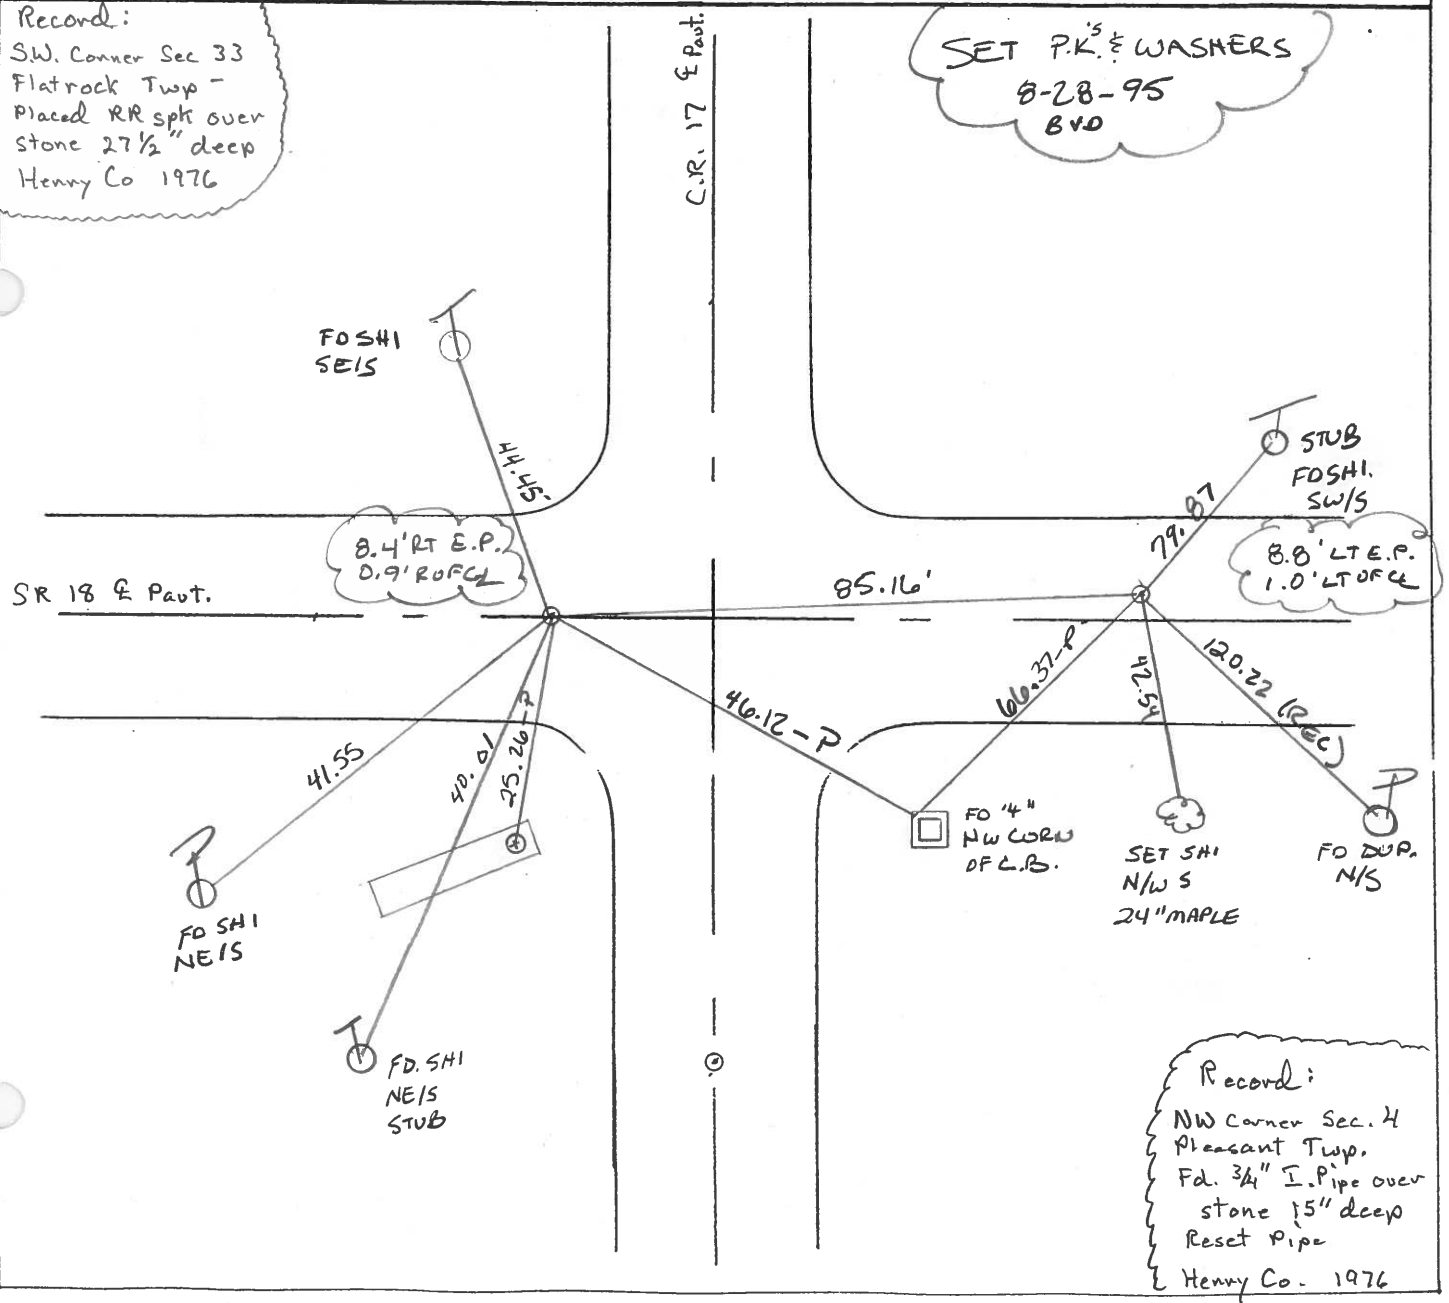 Record:
S.W. Corner Sec 33
Flatrock Twp -
Placed RR spk over
stone 27 1/2" deep
Henry Co 1976
C.R. 17 ℄ Pavt.
SET P.K.'s & WASHERS
8-28-95
BVD
FD SHI
SE/S
44.45'
STUB
FD SHI.
SW/S
79.87
8.4' RT E.P.
0.9' R OF CL
8.8' LT E.P.
1.0' LT OF CL
SR 18 ℄ Pavt.
85.16'
41.55
40.01
25.26-P
46.12-P
66.37-P
42.54
120.22 (REC)
FD SHI
NE/S
FD '4"
NW CORN
OF C.B.
SET SHI
N/W S
24" MAPLE
FD DUP.
N/S
FD. SHI
NE/S
STUB
Record:
NW Corner Sec. 4
Pleasant Twp.
Fd. 3/4" I. Pipe over
stone 15" deep
Reset Pipe
Henry Co. 1976